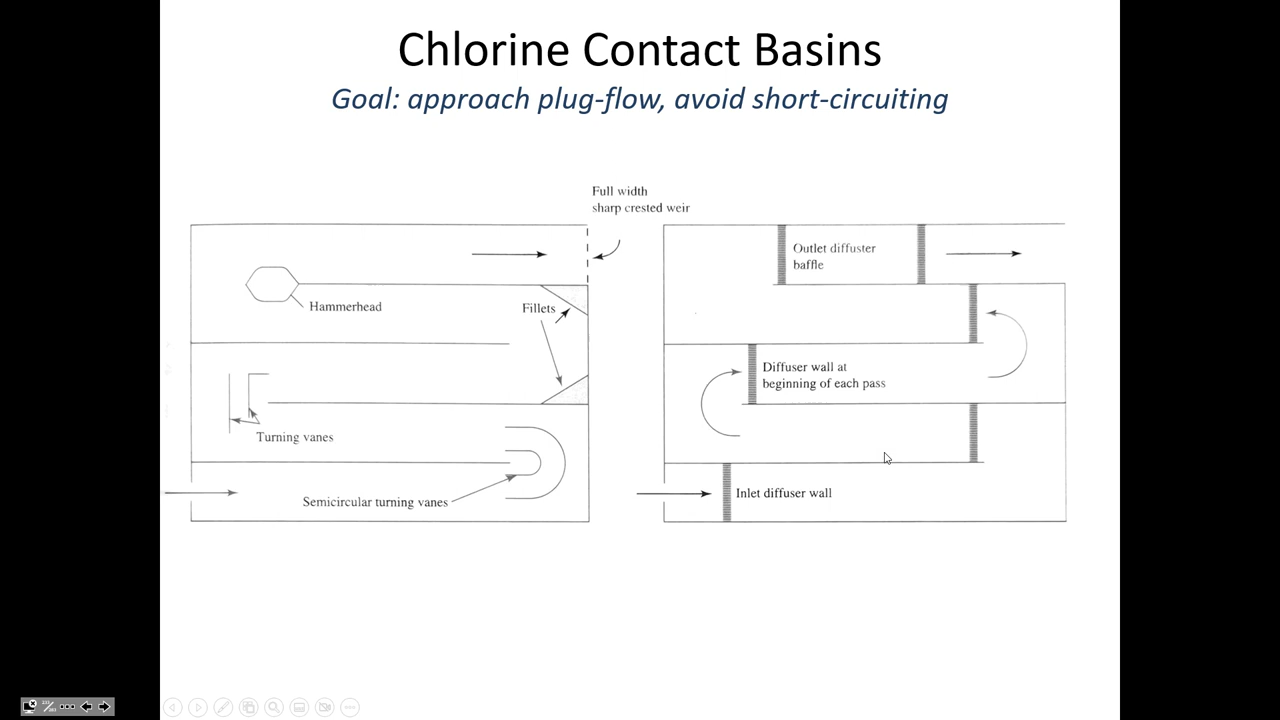 Chlorine Contact Basins
Goal: approach plug-flow, avoid short-circuiting
Full width
sharp crested weir
Hammerhead
Fillets
Turning vanes
Semicircular turning vanes
Outlet diffuster
baffle
Diffuser wall at
beginning of each pass
Inlet diffuser wall